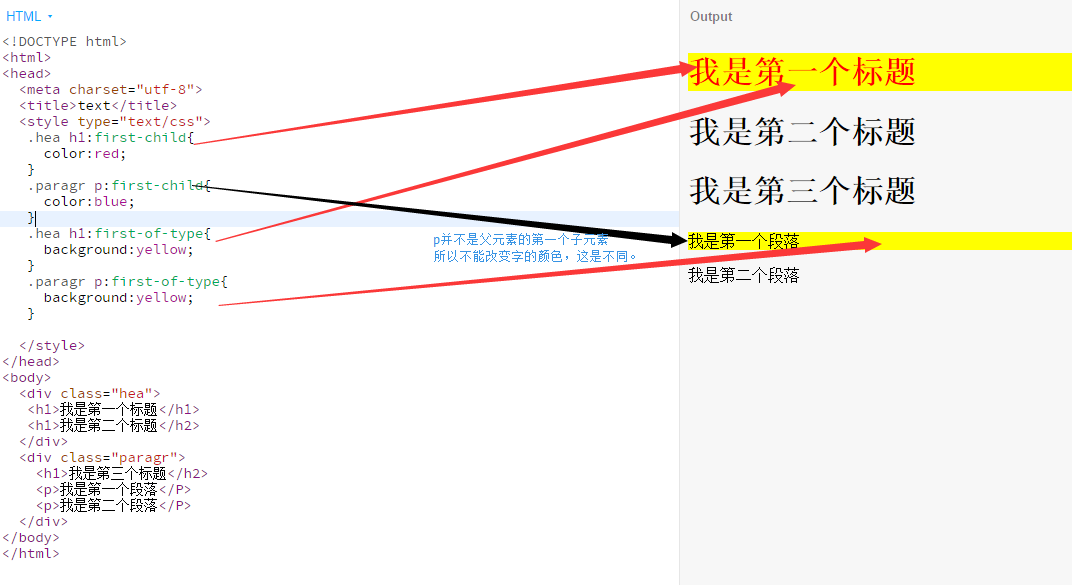 HTML
Output
<!DOCTYPE html>
<html>
<head>
<meta charset="utf-8">
<title>text</title>
<style type="text/css">
.hea h1:first-child{
color:red;
}
.paragr p:first-child{
color:blue;
}
.hea h1:first-of-type{
background:yellow;
}
.paragr p:first-of-type{
background:yellow;
}
</style>
</head>
<body>
<div class="hea">
<h1>我是第一个标题</h1>
<h1>我是第二个标题</h2>
</div>
<div class="paragr">
<h1>我是第三个标题</h2>
<p>我是第一个段落</P>
<p>我是第二个段落</P>
</div>
</body>
</html>
p并不是父元素的第一个子元素
所以不能改变字的颜色，这是不同。
我是第一个标题
我是第二个标题
我是第三个标题
我是第一个段落
我是第二个段落